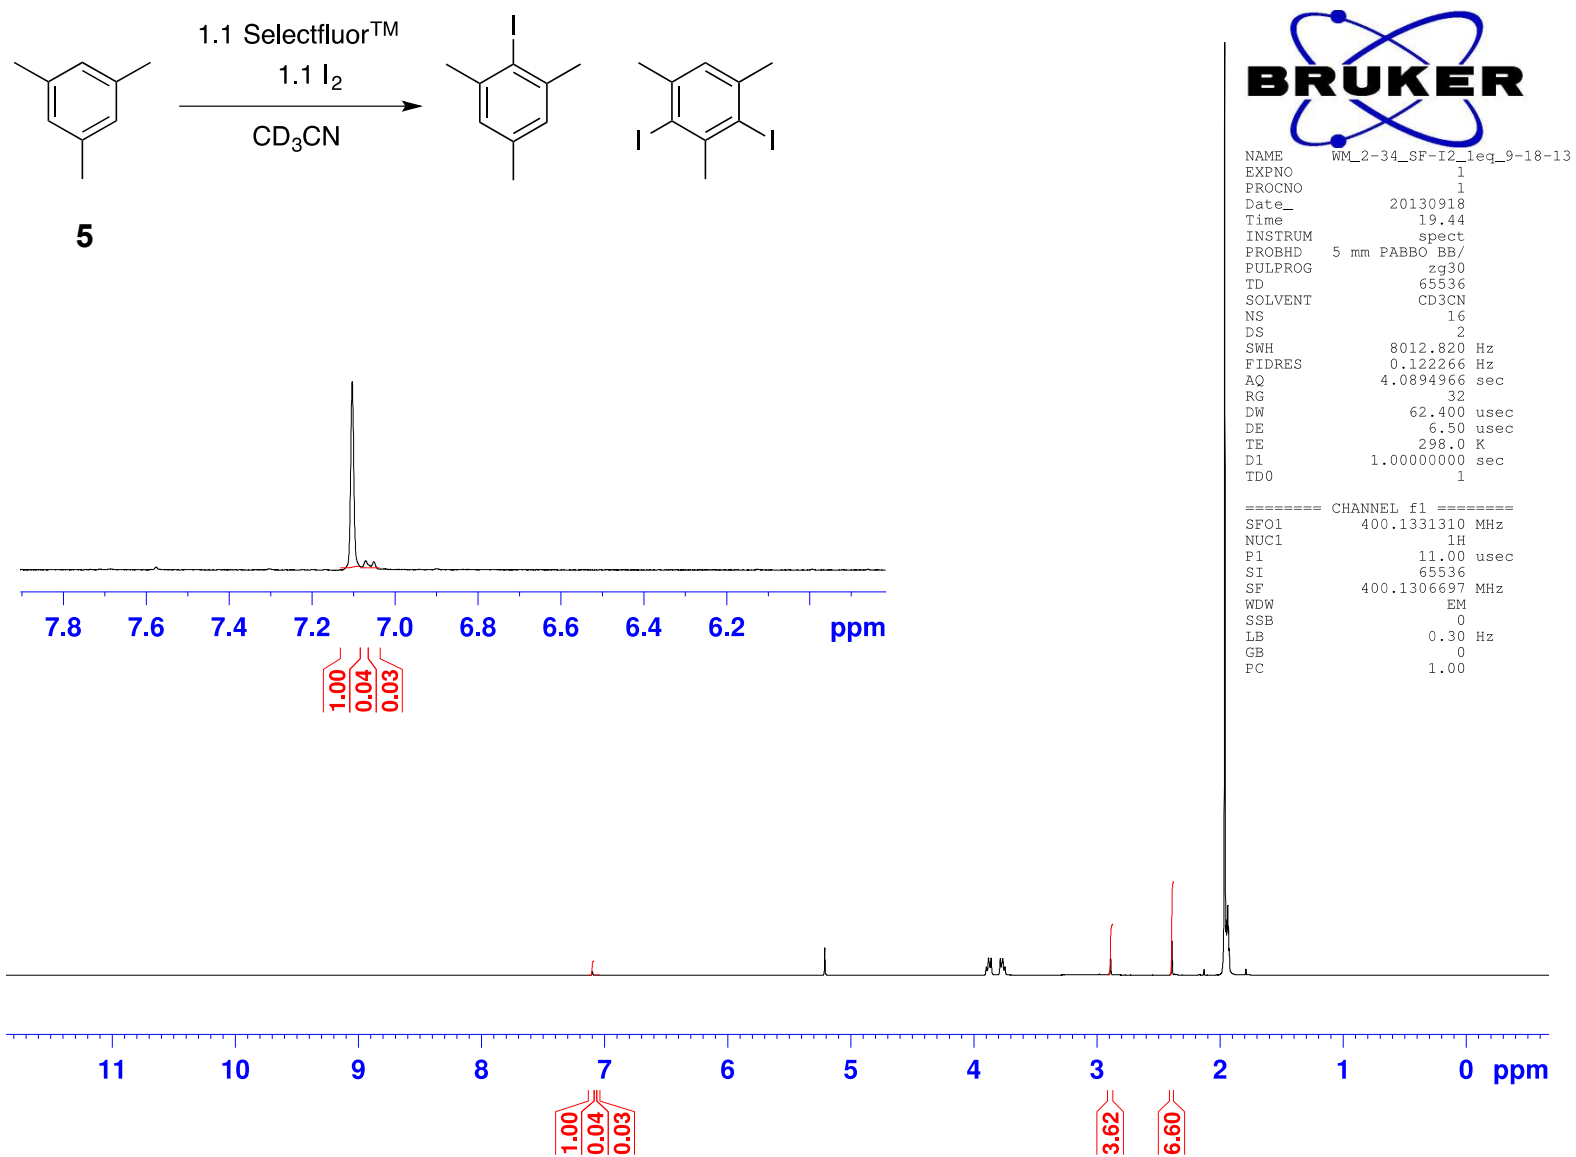 1.1 Selectfluor™
1.1 I2
CD3CN
I
I
I
5
BRUKER
NAME WM_2-34_SF-I2_1eq_9-18-13
EXPNO 1
PROCNO 1
Date_ 20130918
Time 19.44
INSTRUM spect
PROBHD 5 mm PABBO BB/
PULPROG zg30
TD 65536
SOLVENT CD3CN
NS 16
DS 2
SWH 8012.820 Hz
FIDRES 0.122266 Hz
AQ 4.0894966 sec
RG 32
DW 62.400 usec
DE 6.50 usec
TE 298.0 K
D1 1.00000000 sec
TD0 1
======== CHANNEL f1 ========
SFO1 400.1331310 MHz
NUC1 1H
P1 11.00 usec
SI 65536
SF 400.1306697 MHz
WDW EM
SSB 0
LB 0.30 Hz
GB 0
PC 1.00
7.8 7.6 7.4 7.2 7.0 6.8 6.6 6.4 6.2 ppm
1.00
0.04
0.03
11 10 9 8 7 6 5 4 3 2 1 0 ppm
1.00
0.04
0.03
3.62
6.60